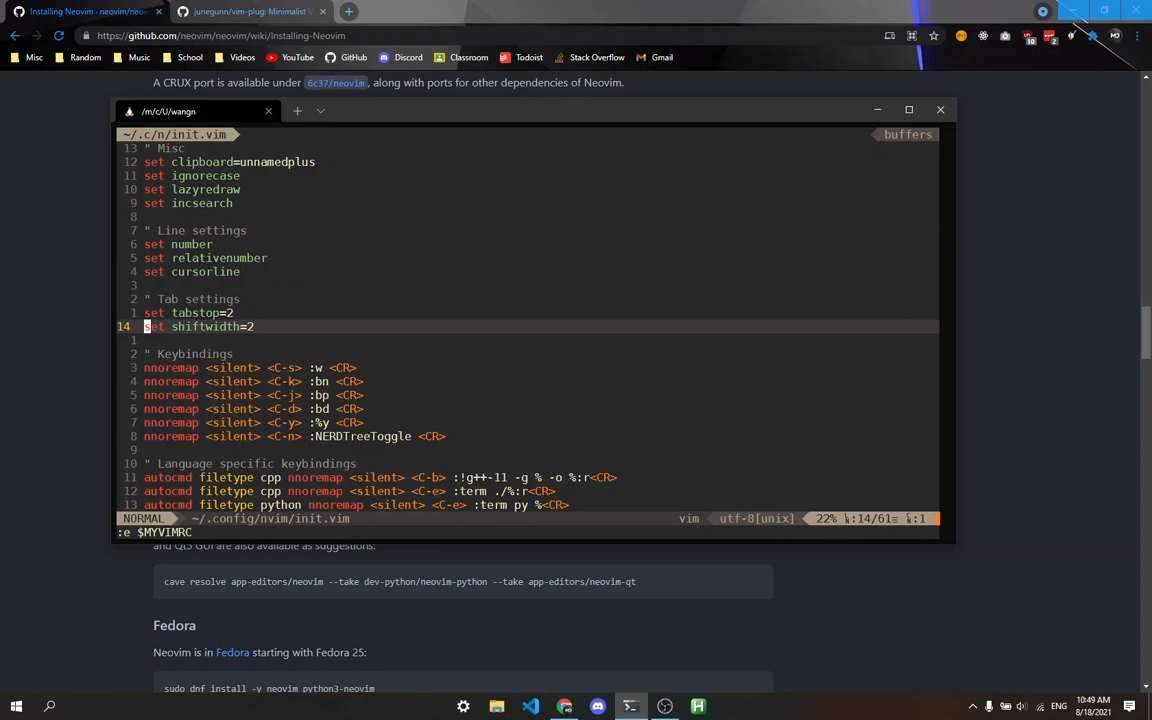 Installing Neovim · neovim/neov
junegunn/vim-plug: Minimalist V
https://github.com/neovim/neovim/wiki/Installing-Neovim
10
2
Misc
Random
Music
School
Videos
YouTube
GitHub
Discord
Classroom
Todoist
Stack Overflow
Gmail
A CRUX port is available under 6c37/neovim, along with ports for other dependencies of Neovim.
/m/c/U/wangn
~/.c/n/init.vim buffers
13 " Misc
12 set clipboard=unnamedplus
11 set ignorecase
10 set lazyredraw
9 set incsearch
8
7 " Line settings
6 set number
5 set relativenumber
4 set cursorline
3
2 " Tab settings
1 set tabstop=2
14 set shiftwidth=2
1
2 " Keybindings
3 nnoremap <silent> <C-s> :w <CR>
4 nnoremap <silent> <C-k> :bn <CR>
5 nnoremap <silent> <C-j> :bp <CR>
6 nnoremap <silent> <C-d> :bd <CR>
7 nnoremap <silent> <C-y> :%y <CR>
8 nnoremap <silent> <C-n> :NERDTreeToggle <CR>
9
10 " Language specific keybindings
11 autocmd filetype cpp nnoremap <silent> <C-b> :!g++-11 -g % -o %:r<CR>
12 autocmd filetype cpp nnoremap <silent> <C-e> :term ./%:r<CR>
13 autocmd filetype python nnoremap <silent> <C-e> :term py %<CR>
NORMAL ~/.config/nvim/init.vim vim utf-8[unix] 22% :14/61≡ :1
:e $MYVIMRC
and Qt5 GUI are also available as suggestions.
cave resolve app-editors/neovim --take dev-python/neovim-python --take app-editors/neovim-qt
Fedora
Neovim is in Fedora starting with Fedora 25:
sudo dnf install -y neovim python3-neovim
ENG
10:49 AM
8/18/2021